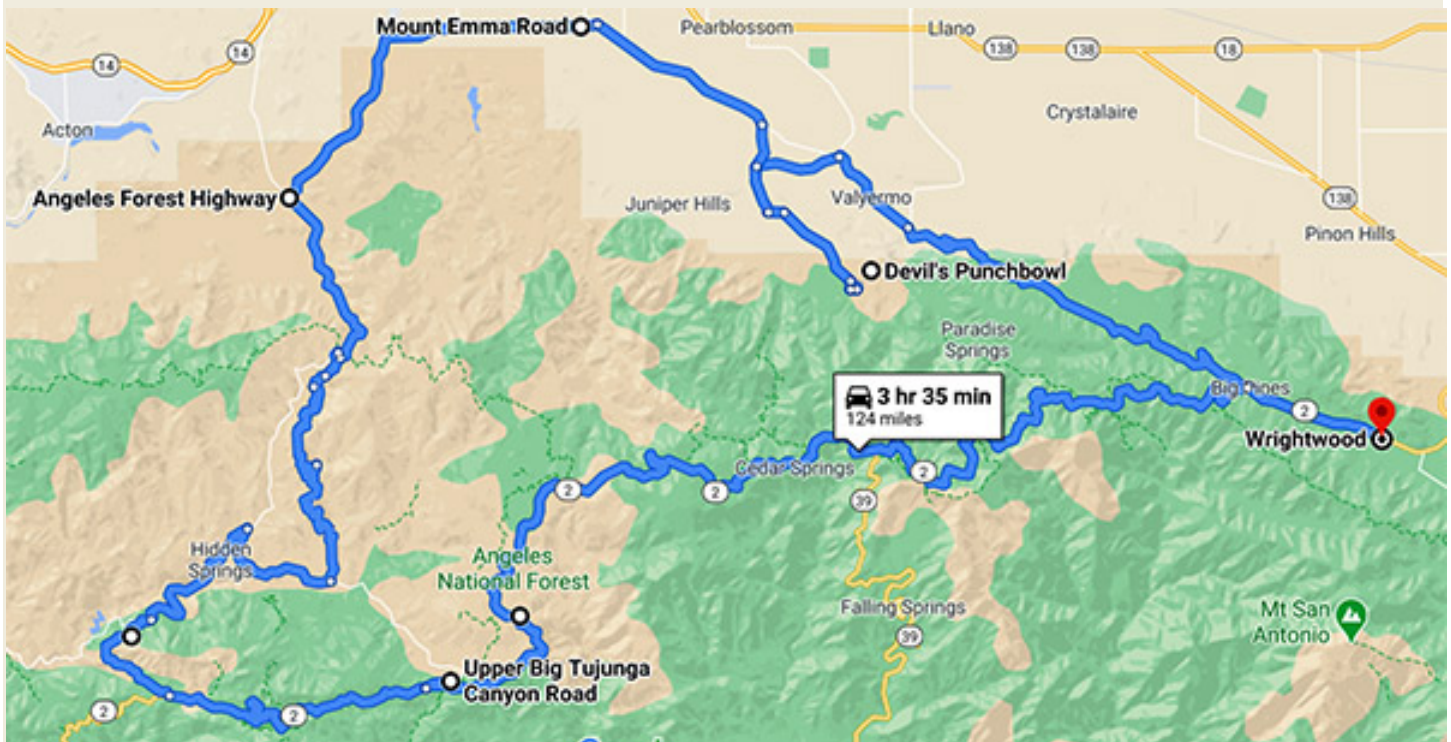 Mount Emma Road
Pearblossom
Llano
14
138
138
18
14
Acton
Crystalaire
Angeles Forest Highway
Juniper Hills
Valyermo
138
Pinon Hills
Devil's Punchbowl
Paradise
Springs
3 hr 35 min
124 miles
Big Pines
2
Wrightwood
Cedar Springs
2
2
2
39
Hidden
Springs
Angeles
National Forest
Falling Springs
39
Mt San
Antonio
Upper Big Tujunga
Canyon Road
2
2